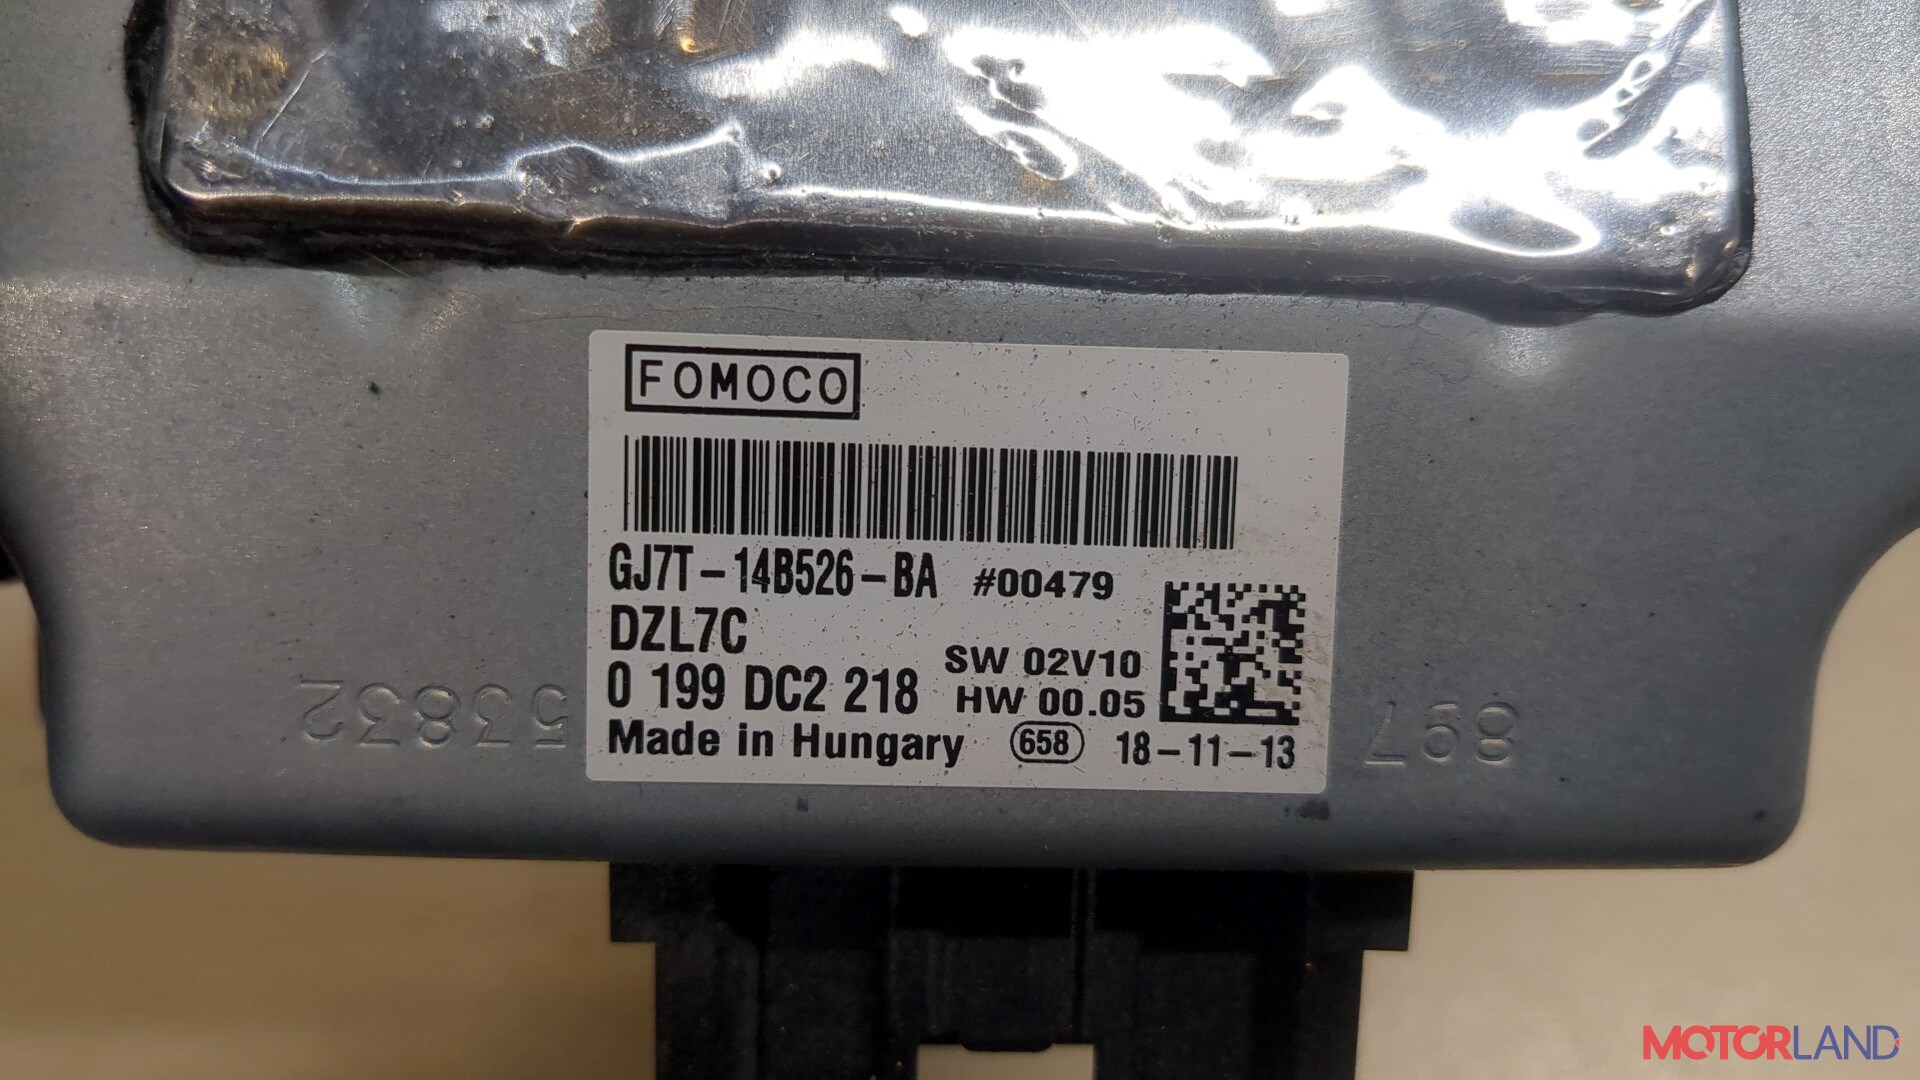 FOMOCO
GJ7T-14B526-BA #00479
DZL7C
SW 02V10
0 199 DC2 218
HW 00.05
Made in Hungary 658 18-11-13
53832
897
MOTORLAND